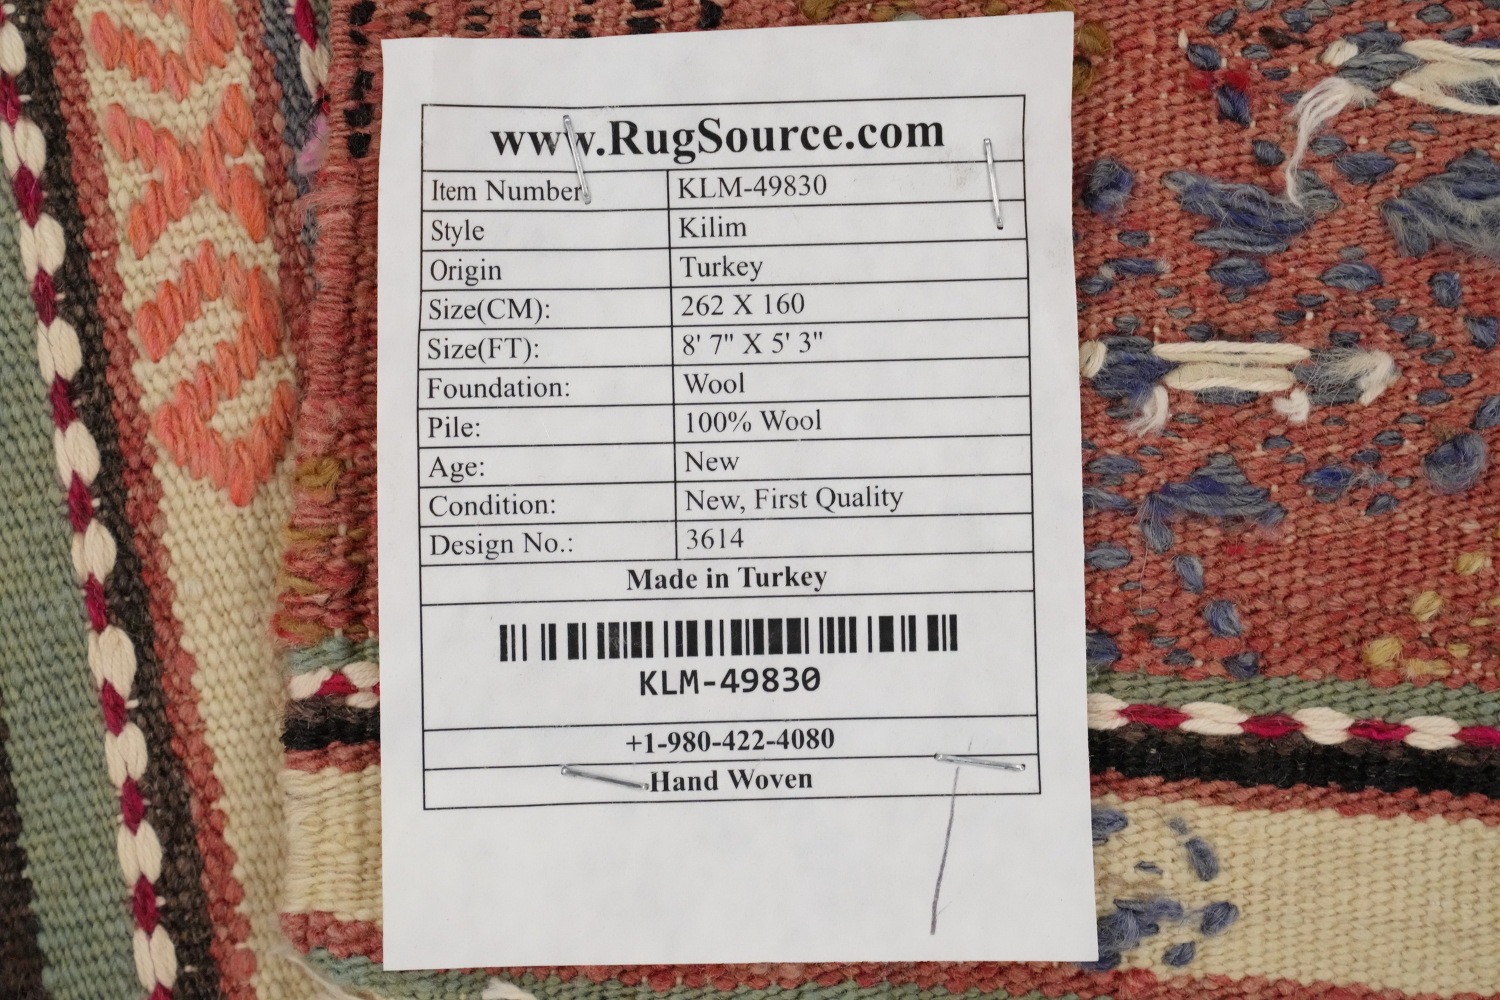 www.RugSource.com
Item Number KLM-49830
Style Kilim
Origin Turkey
Size(CM): 262 X 160
Size(FT): 8' 7" X 5' 3"
Foundation: Wool
Pile: 100% Wool
Age: New
Condition: New, First Quality
Design No.: 3614
Made in Turkey
KLM-49830
+1-980-422-4080
Hand Woven